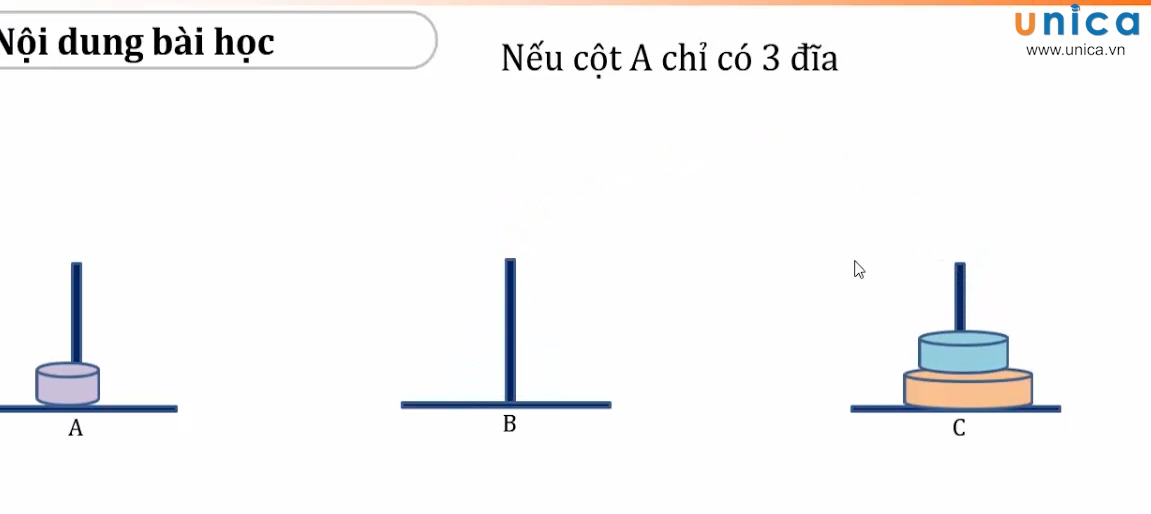 Nội dung bài học
Nếu cột A chỉ có 3 đĩa
unica
www.unica.vn
A
B
C